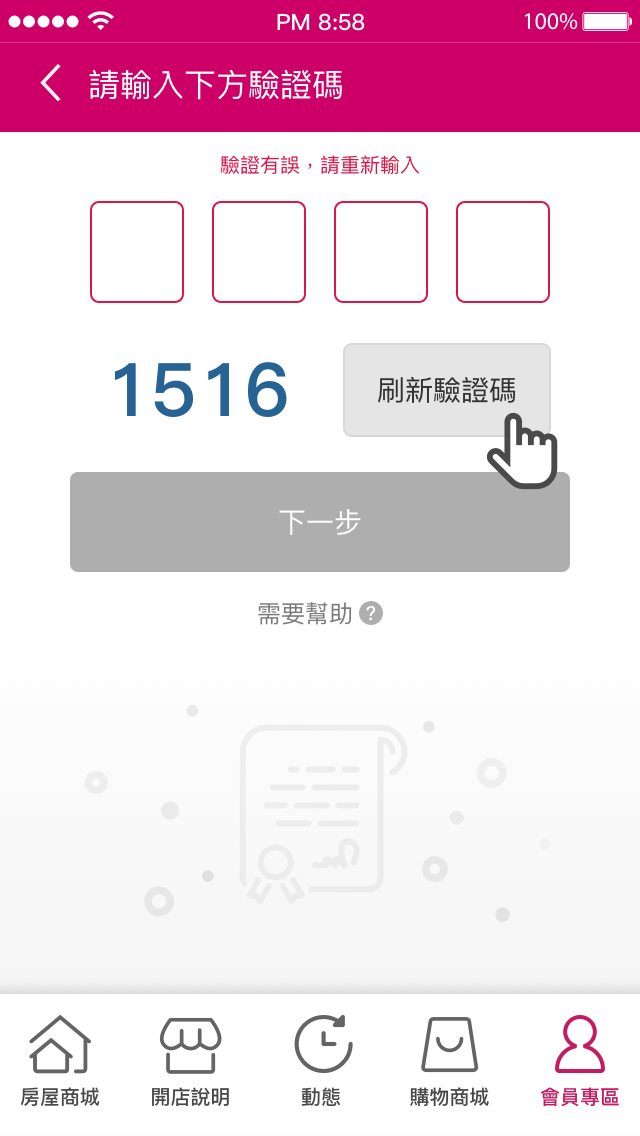 PM 8:58
100%
請輸入下方驗證碼
驗證有誤，請重新輸入
1516
刷新驗證碼
下一步
需要幫助 ?
房屋商城
開店說明
動態
購物商城
會員專區